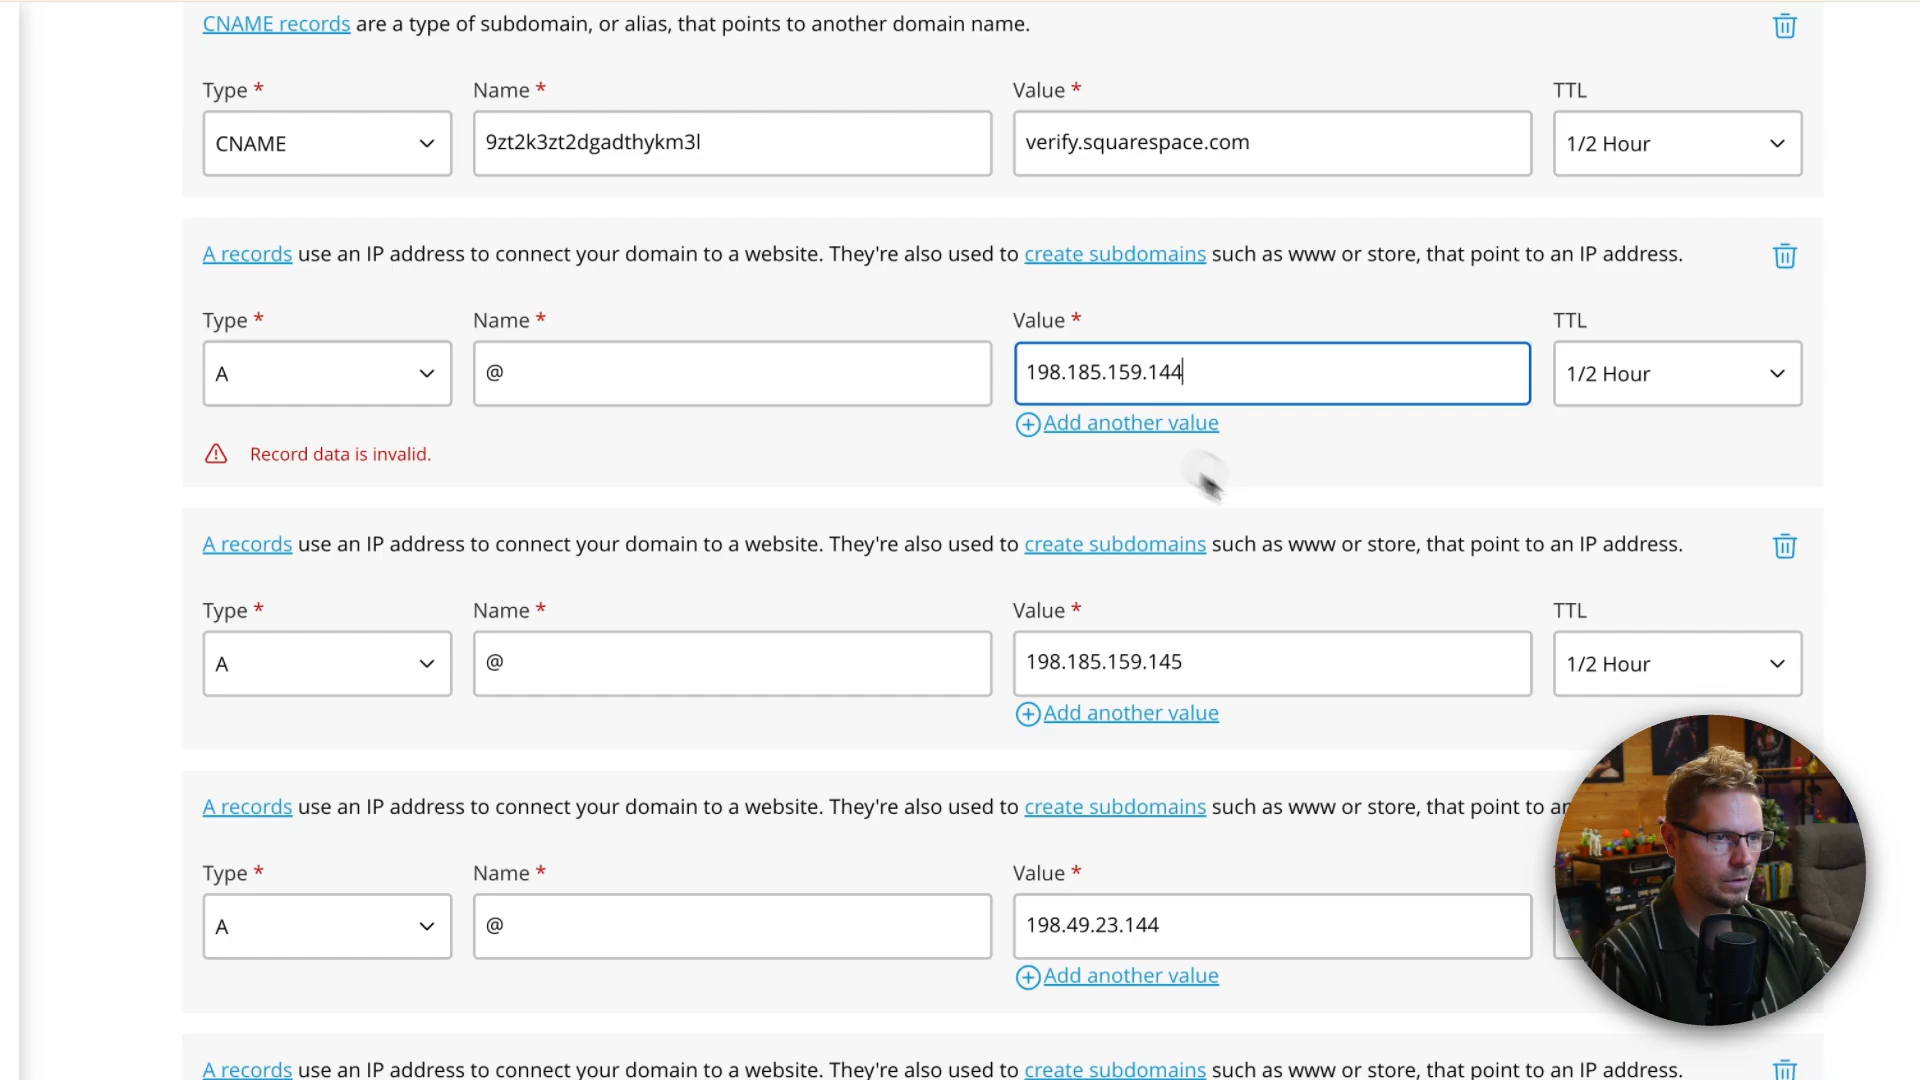 CNAME records are a type of subdomain, or alias, that points to another domain name.
Type * Name * Value * TTL
CNAME 9zt2k3zt2dgadthykm3l verify.squarespace.com 1/2 Hour
A records use an IP address to connect your domain to a website. They're also used to create subdomains such as www or store, that point to an IP address.
Type * Name * Value * TTL
A @ 198.185.159.144 1/2 Hour
Add another value
Record data is invalid.
A records use an IP address to connect your domain to a website. They're also used to create subdomains such as www or store, that point to an IP address.
Type * Name * Value * TTL
A @ 198.185.159.145 1/2 Hour
Add another value
A records use an IP address to connect your domain to a website. They're also used to create subdomains such as www or store, that point to
Type * Name * Value *
A @ 198.49.23.144
Add another value
A records use an IP address to connect your domain to a website. They're also used to create subdomains such as www or store, that point to an IP address.